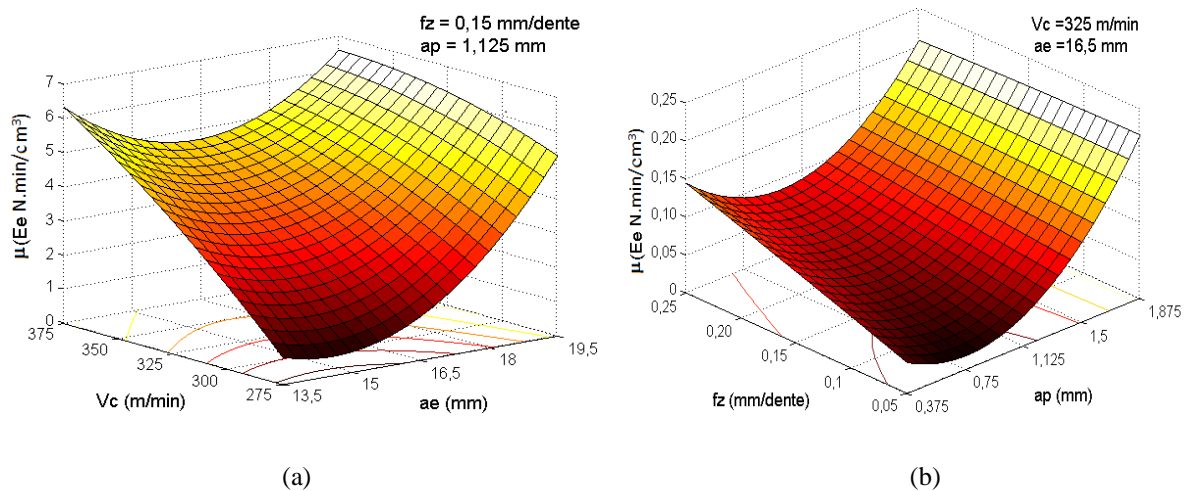 fz = 0,15 mm/dente
ap = 1,125 mm
7
6
5
4
3
2
1
0
µ(Ee N.min/cm³)
375
350
325
300
275
Vc (m/min)
13,5
15
16,5
18
19,5
ae (mm)
(a)
Vc =325 m/min
ae =16,5 mm
0,25
0,20
0,15
0,10
0,05
0
µ(Ee N.min/cm³)
0,25
0,20
0,15
0,1
0,05
fz (mm/dente)
0,375
0,75
1,125
1,5
1,875
ap (mm)
(b)